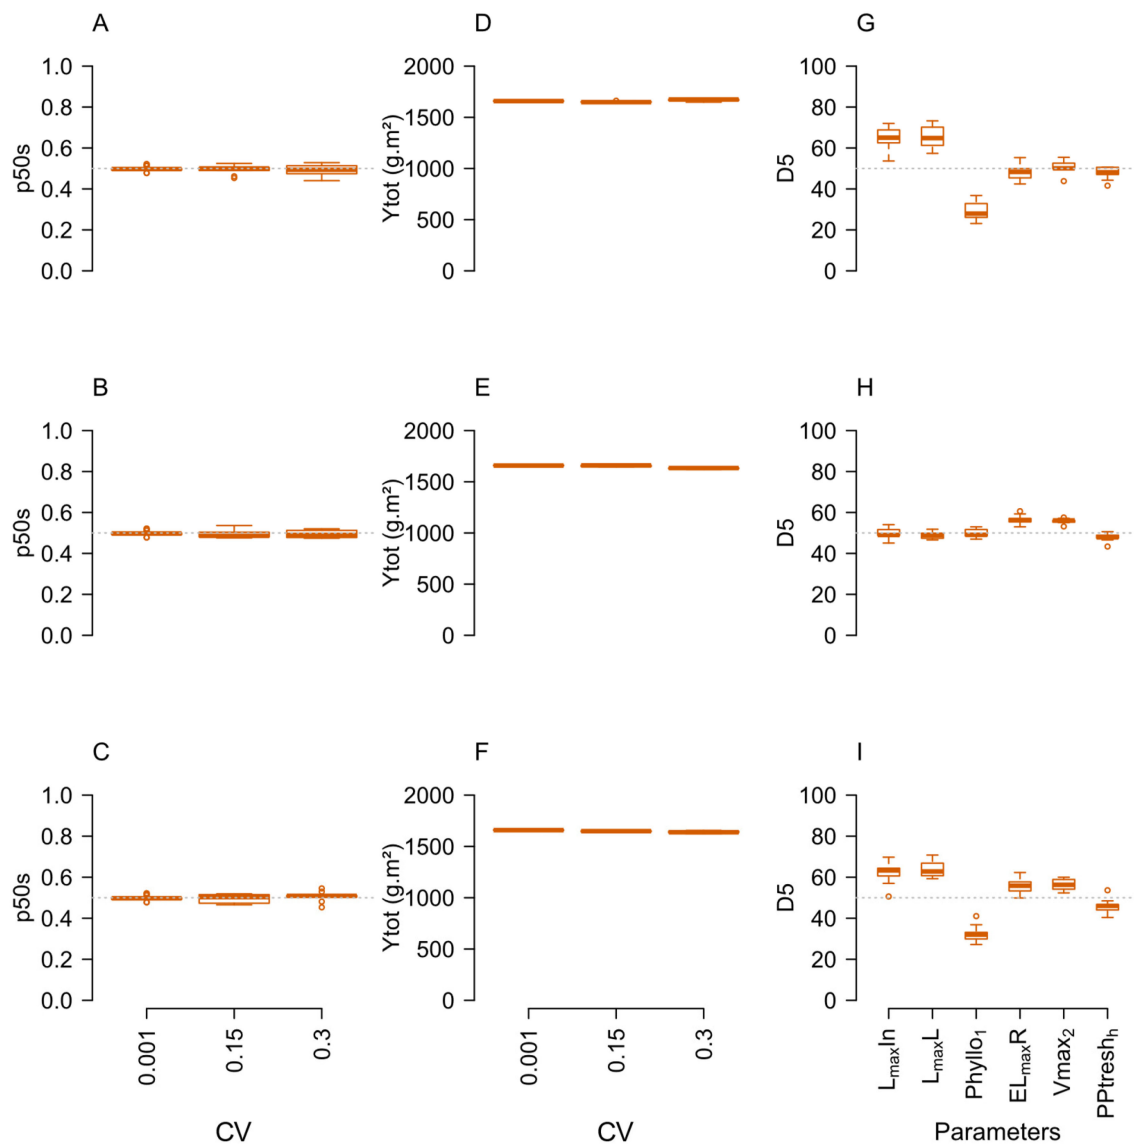 A
D
G
p50s
1.0
0.8
0.6
0.4
0.2
0.0
Ytot (g.m²)
2000
1500
1000
500
0
D5
100
80
60
40
20
0
B
E
H
p50s
1.0
0.8
0.6
0.4
0.2
0.0
Ytot (g.m²)
2000
1500
1000
500
0
D5
100
80
60
40
20
0
C
F
I
p50s
1.0
0.8
0.6
0.4
0.2
0.0
Ytot (g.m²)
2000
1500
1000
500
0
D5
100
80
60
40
20
0
0.001
0.15
0.3
CV
0.001
0.15
0.3
CV
LmaxIn
LmaxL
Phyllo1
ELmaxR
Vmax2
PPtreshh
Parameters